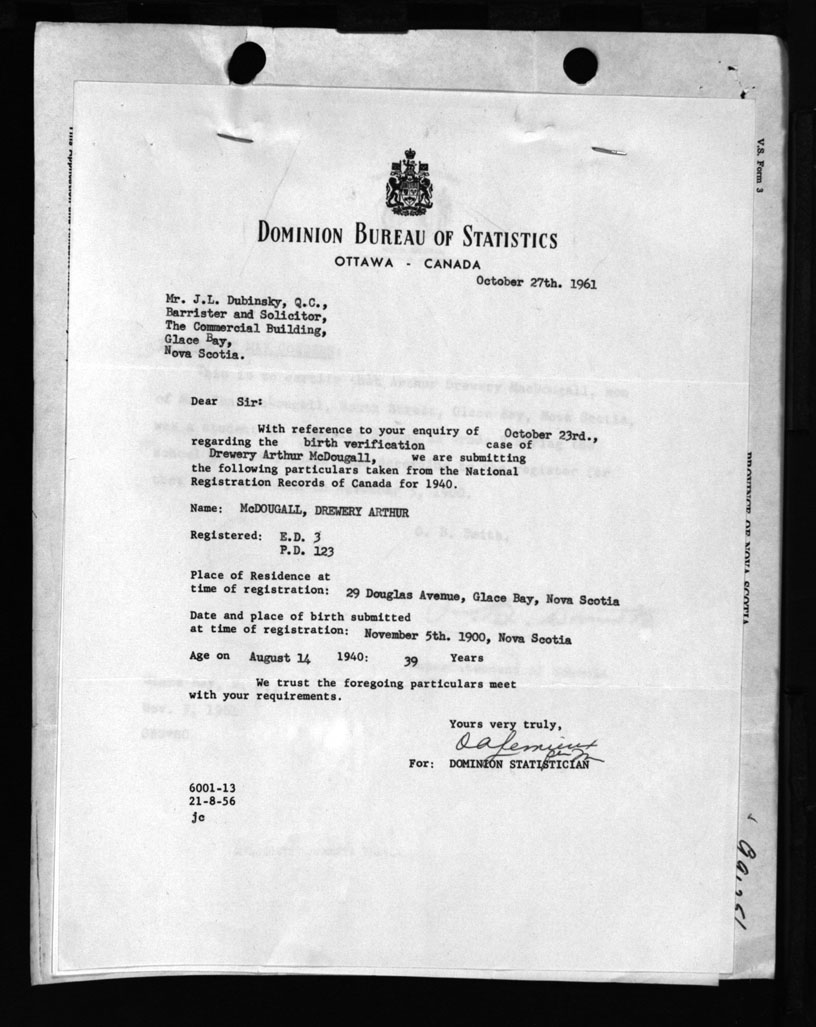 V.S. Form 3
DOMINION BUREAU OF STATISTICS
OTTAWA - CANADA
October 27th. 1961
Mr. J.L. Dubinsky, Q.C.,
Barrister and Solicitor,
The Commercial Building,
Glace Bay,
Nova Scotia.
Dear Sir:
With reference to your enquiry of October 23rd.,
regarding the birth verification case of
Drewery Arthur McDougall, we are submitting
the following particulars taken from the National
Registration Records of Canada for 1940.
Name: McDOUGALL, DREWERY ARTHUR
Registered: E.D. 3
P.D. 123
Place of Residence at
time of registration: 29 Douglas Avenue, Glace Bay, Nova Scotia
Date and place of birth submitted
at time of registration: November 5th. 1900, Nova Scotia
Age on August 14 1940: 39 Years
We trust the foregoing particulars meet
with your requirements.
Yours very truly,
For: DOMINION STATISTICIAN
6001-13
21-8-56
jc
PROVINCE OF NOVA SCOTIA